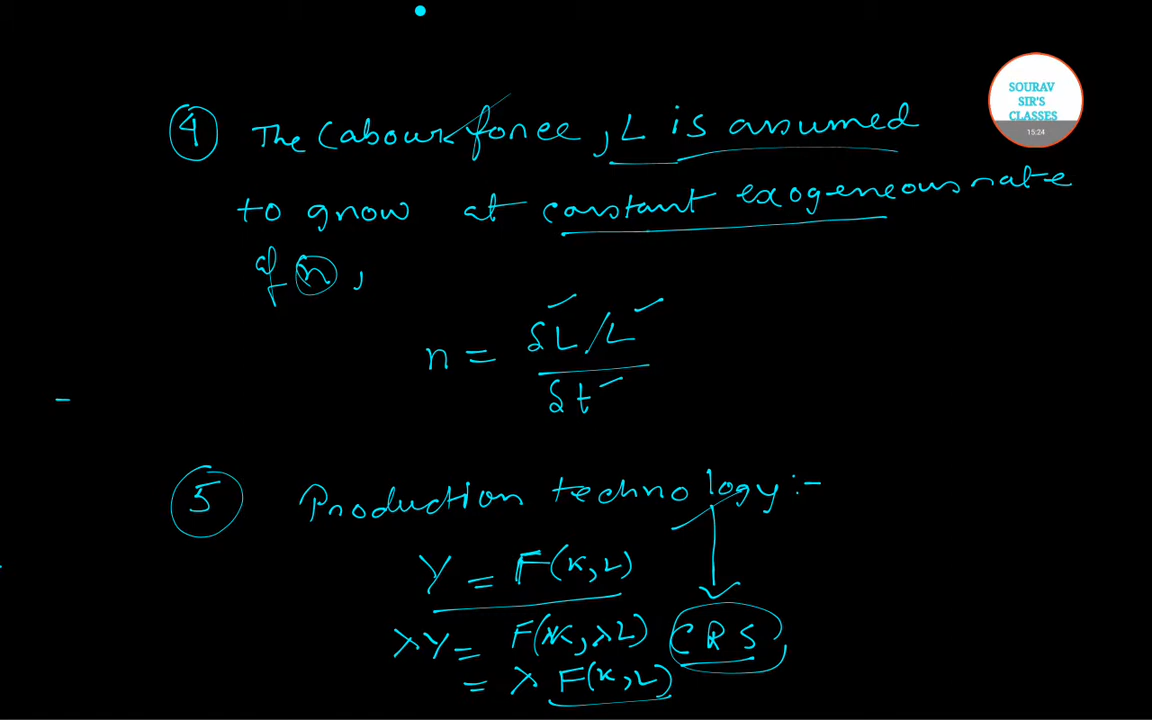 SOURAV
SIR'S
CLASSES
15:24
④ The Labour force, L is assumed
to grow at constant exogeneous rate
of n,
n = δL/L
δt
⑤ Production technology:-
Y = F(K,L)
λY = F(λK, λL) CRS
= λ F(K,L)